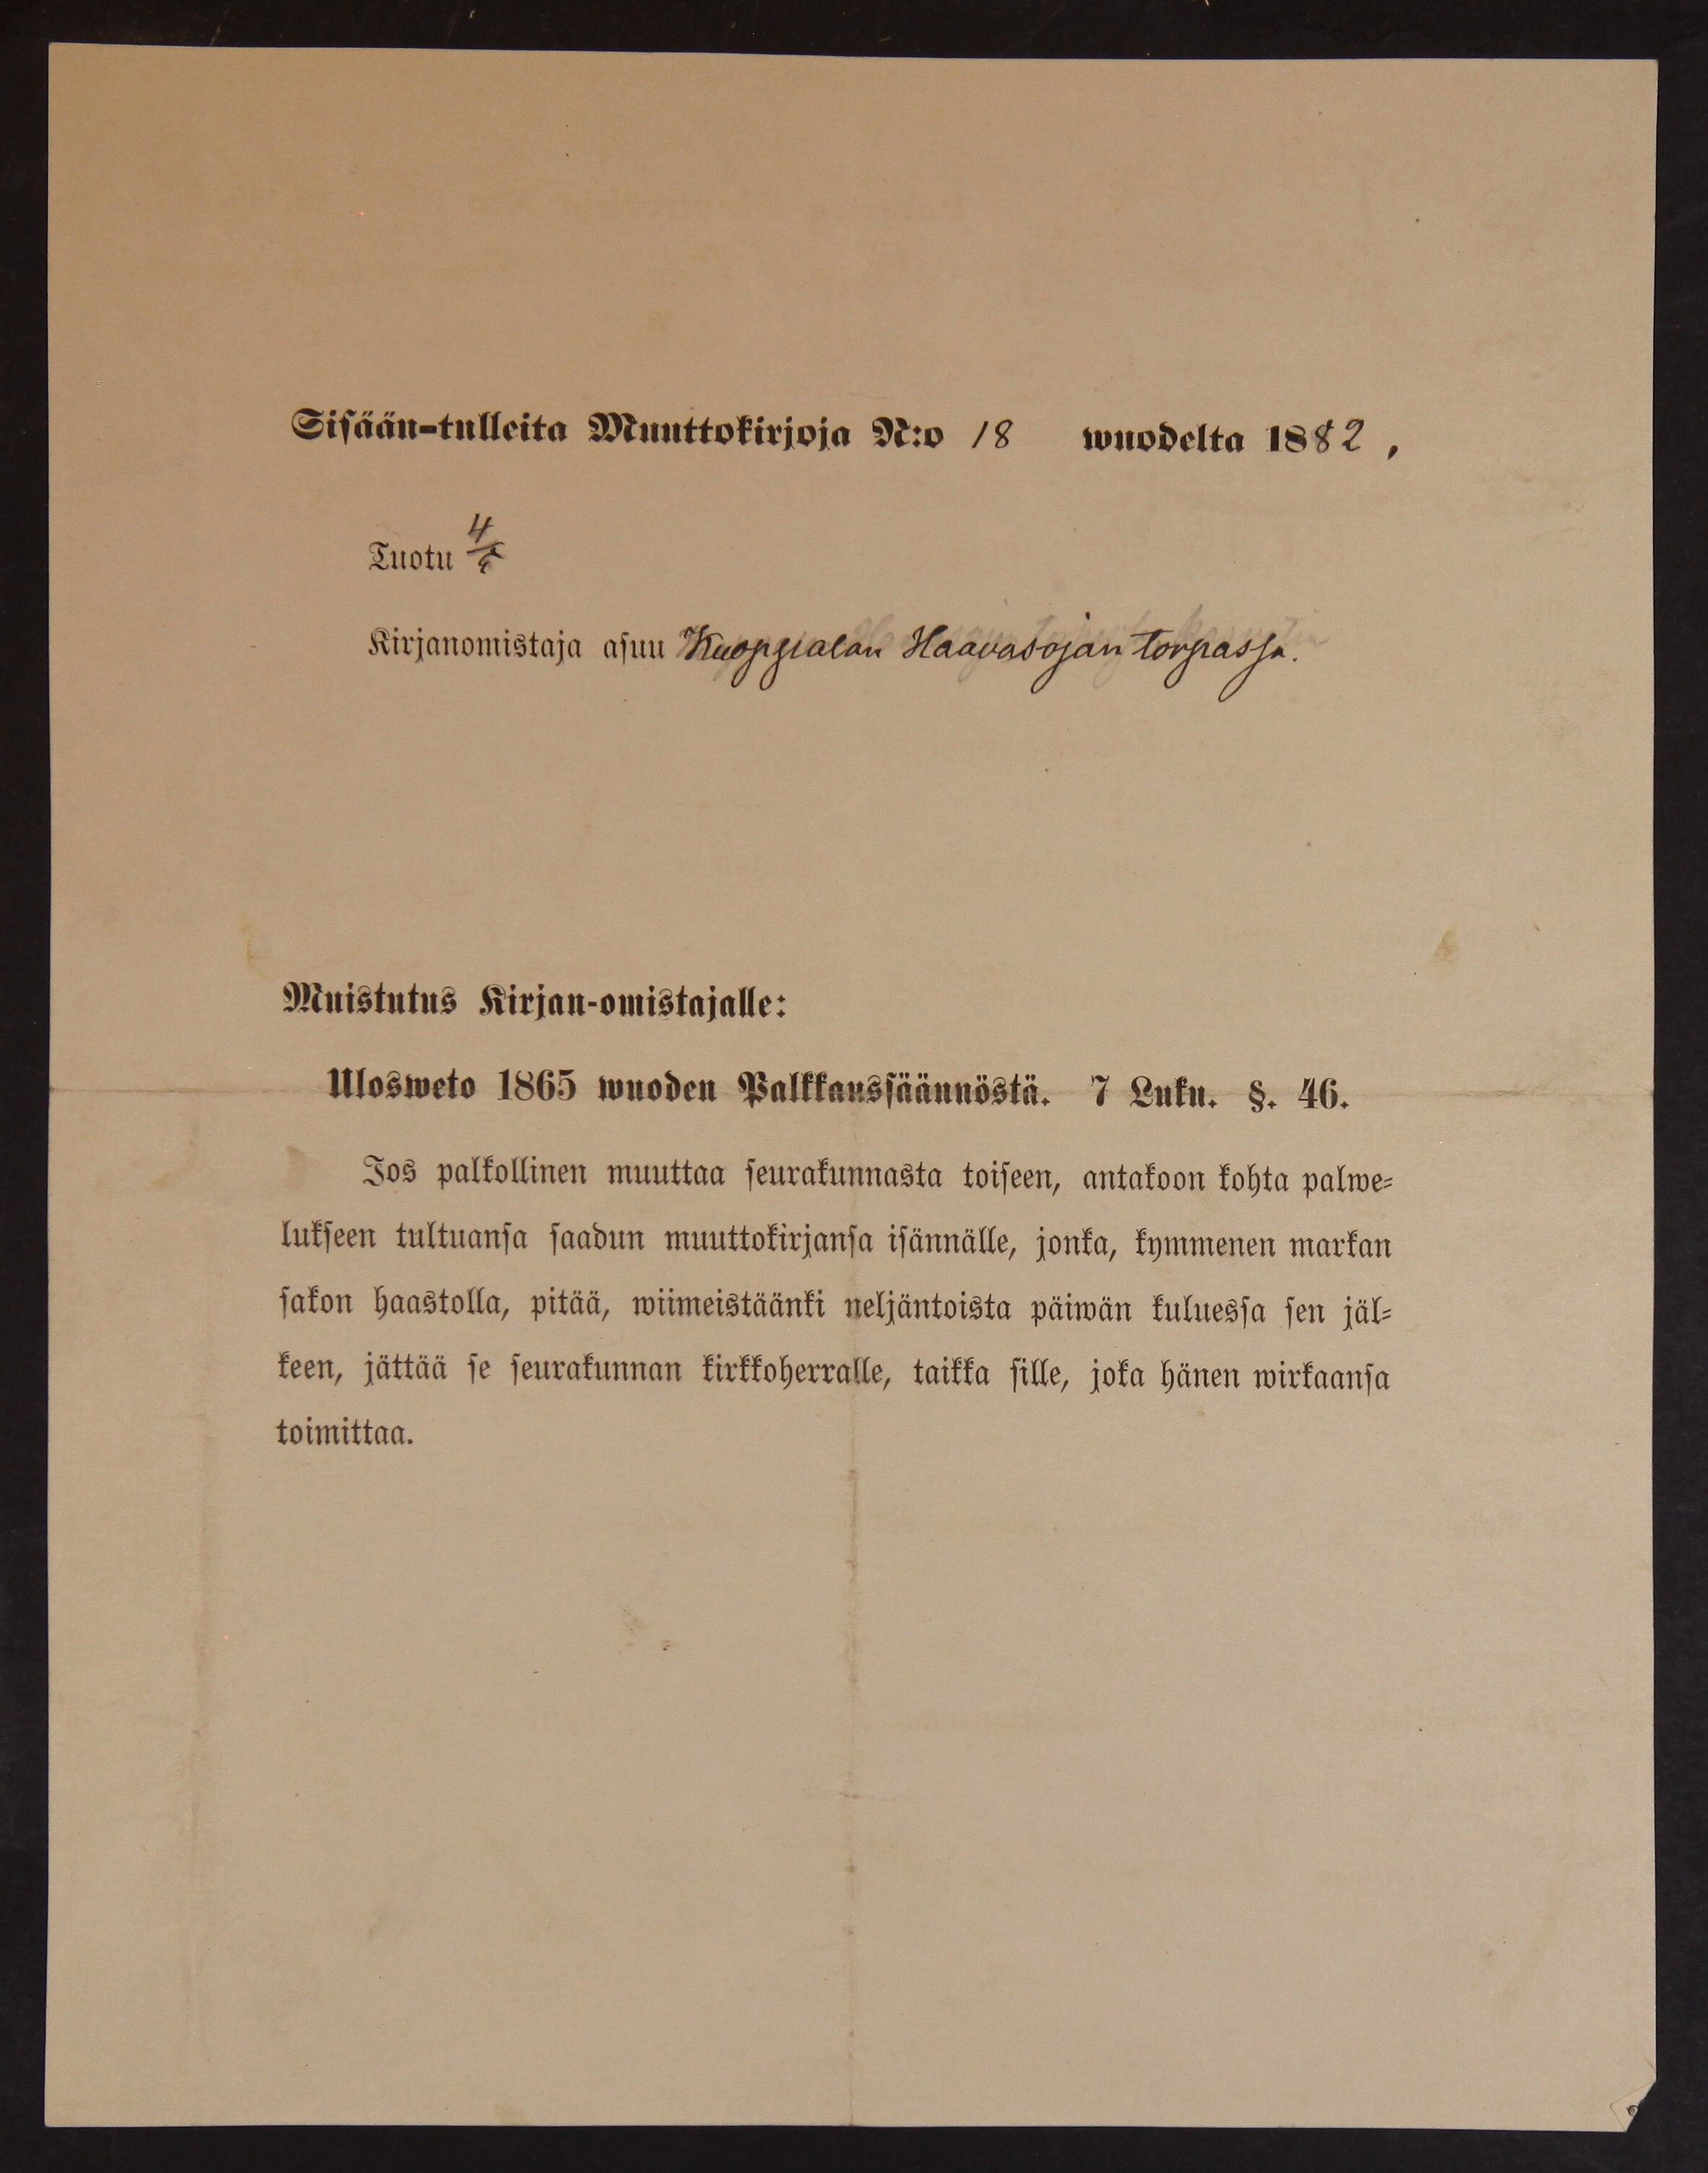 Sisään-tulleita Muuttokirjoja N:o 18 wuodelta 1882,
Tuotu 4/5
Kirjanomistaja asuu Kuoppalan Haavasojan torpassa.
Muistutus Kirjan-omistajalle:
Ulosweto 1865 wuoden Palkkaussäännöstä. 7 Luku. §. 46.
Jos palkollinen muuttaa seurakunnasta toiseen, antakoon kohta palwe-
lukseen tultuansa saadun muuttokirjansa isännälle, jonka, kymmenen markan
sakon haastolla, pitää, wiimeistäänki neljäntoista päiwän kuluessa sen jäl-
keen, jättää se seurakunnan kirkkoherralle, taikka sille, joka hänen wirkaansa
toimittaa.